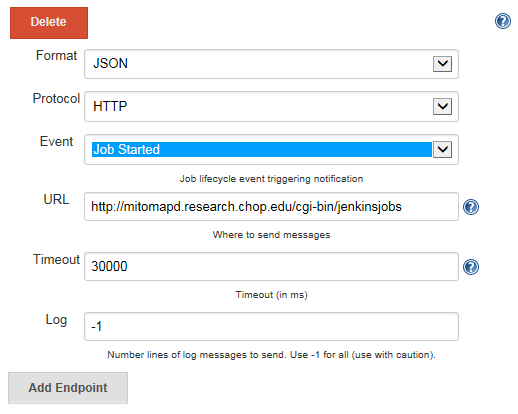 Delete
Format JSON
Protocol HTTP
Event Job Started
Job lifecycle event triggering notification
URL http://mitomapd.research.chop.edu/cgi-bin/jenkinsjobs
Where to send messages
Timeout 30000
Timeout (in ms)
Log -1
Number lines of log messages to send. Use -1 for all (use with caution).
Add Endpoint